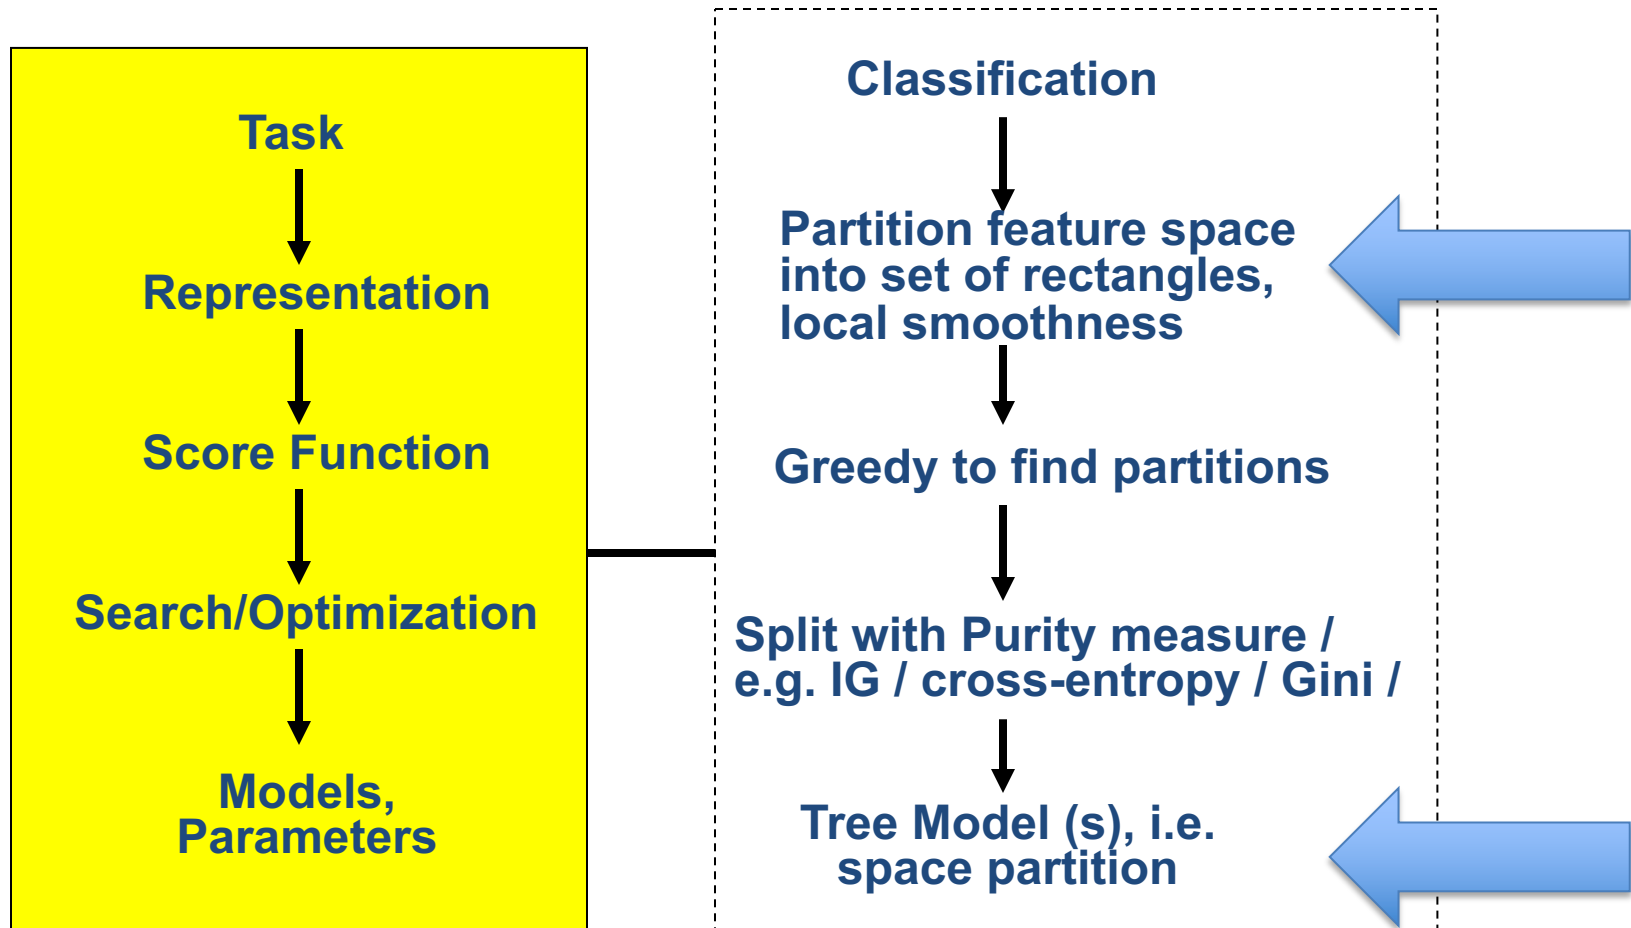 Task
Representation
Score Function
Search/Optimization
Models,
Parameters
Classification
Partition feature space
into set of rectangles,
local smoothness
Greedy to find partitions
Split with Purity measure /
e.g. IG / cross-entropy / Gini /
Tree Model (s), i.e.
space partition